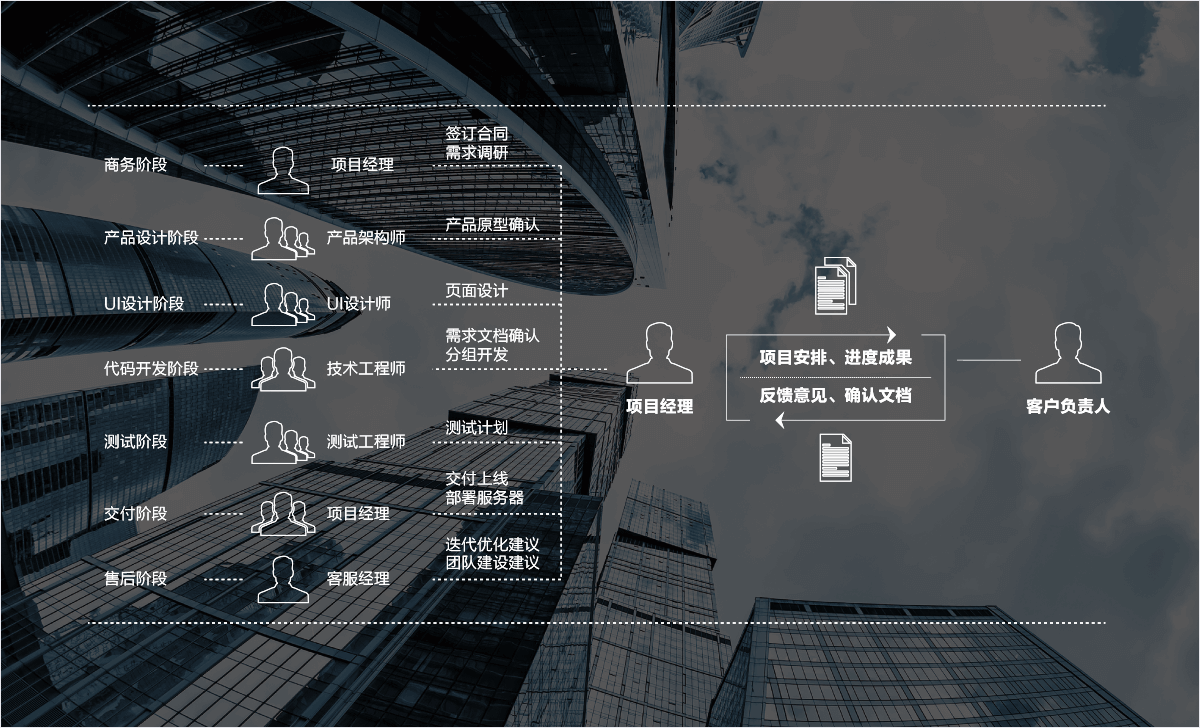 商务阶段
项目经理
签订合同
需求调研
产品设计阶段
产品架构师
产品原型确认
UI设计阶段
UI设计师
页面设计
代码开发阶段
技术工程师
需求文档确认
分组开发
测试阶段
测试工程师
测试计划
交付阶段
项目经理
交付上线
部署服务器
售后阶段
客服经理
迭代优化建议
团队建设建议
项目经理
项目安排、进度成果
反馈意见、确认文档
客户负责人